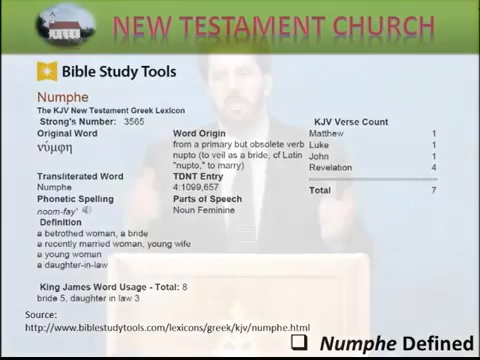 NEW TESTAMENT CHURCH
Bible Study Tools
Numphe
The KJV New Testament Greek Lexicon
Strong's Number: 3565
Original Word
νύμφη
Word Origin
from a primary but obsolete verb
nupto (to veil as a bride, cf Latin
"nupto," to marry)
Transliterated Word
Numphe
TDNT Entry
4:1099,657
Phonetic Spelling
noom-fay'
Parts of Speech
Noun Feminine
Definition
a betrothed woman, a bride
a recently married woman, young wife
a young woman
a daughter-in-law
King James Word Usage - Total: 8
bride 5, daughter in law 3
KJV Verse Count
Matthew 1
Luke 1
John 1
Revelation 4
Total 7
Source:
http://www.biblestudytools.com/lexicons/greek/kjv/numphe.html
Numphe Defined